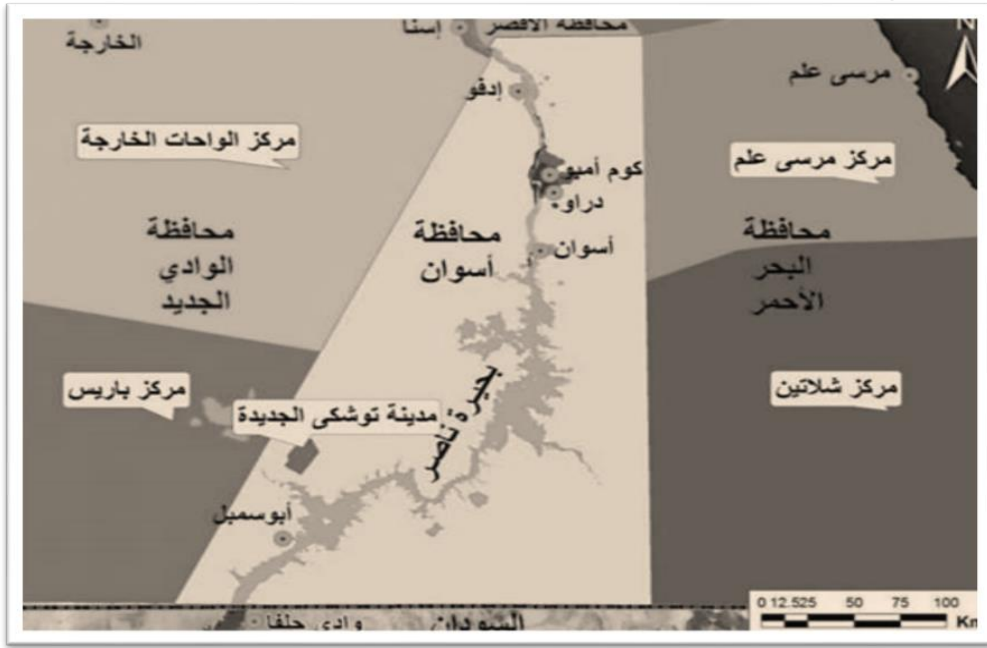 محافظة الأقصر
إسنا
الخارجة
N
مرسى علم
إدفو
مركز الواحات الخارجة
مركز مرسى علم
كوم أمبو
دراو
محافظة
الوادي
الجديد
محافظة
أسوان
أسوان
محافظة
البحر
الأحمر
بحيرة ناصر
مركز باريس
مدينة توشكى الجديدة
مركز شلاتين
أبوسمبل
0 12.525 50 75 100
Km
السودان
وادي حلفا